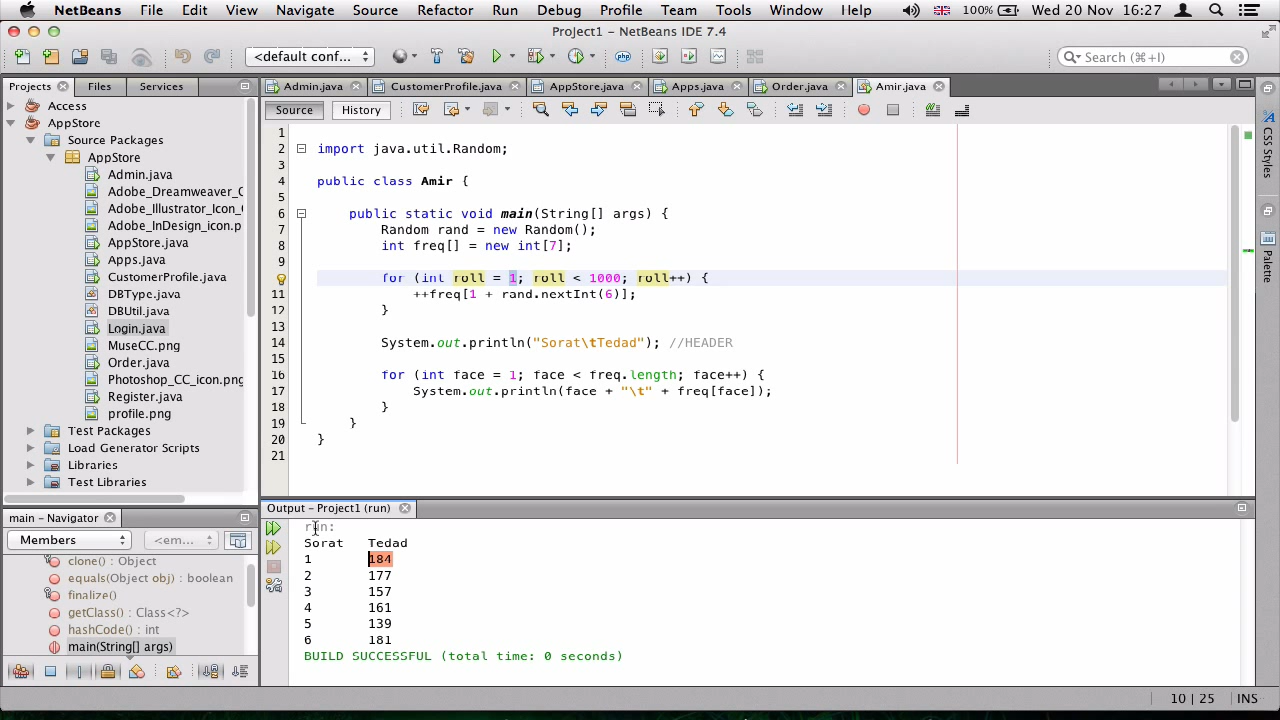 NetBeans File Edit View Navigate Source Refactor Run Debug Profile Team Tools Window Help 100% Wed 20 Nov 16:27
Project1 – NetBeans IDE 7.4
<default conf... php Search (⌘+I)
Projects Files Services
Access
AppStore
Source Packages
AppStore
Admin.java
Adobe_Dreamweaver_C
Adobe_Illustrator_Icon_(
Adobe_InDesign_icon.p
AppStore.java
Apps.java
CustomerProfile.java
DBType.java
DBUtil.java
Login.java
MuseCC.png
Order.java
Photoshop_CC_icon.png
Register.java
profile.png
Test Packages
Load Generator Scripts
Libraries
Test Libraries
main – Navigator
Members <em...
clone() : Object
equals(Object obj) : boolean
finalize()
getClass() : Class<?>
hashCode() : int
main(String[] args)
Admin.java CustomerProfile.java AppStore.java Apps.java Order.java Amir.java
Source History
1
2 import java.util.Random;
3
4 public class Amir {
5
6 public static void main(String[] args) {
7 Random rand = new Random();
8 int freq[] = new int[7];
9
for (int roll = 1; roll < 1000; roll++) {
11 ++freq[1 + rand.nextInt(6)];
12 }
13
14 System.out.println("Sorat\tTedad"); //HEADER
15
16 for (int face = 1; face < freq.length; face++) {
17 System.out.println(face + "\t" + freq[face]);
18 }
19 }
20 }
21
CSS Styles
Palette
Output – Project1 (run)
run:
Sorat Tedad
1 184
2 177
3 157
4 161
5 139
6 181
BUILD SUCCESSFUL (total time: 0 seconds)
10 | 25 INS